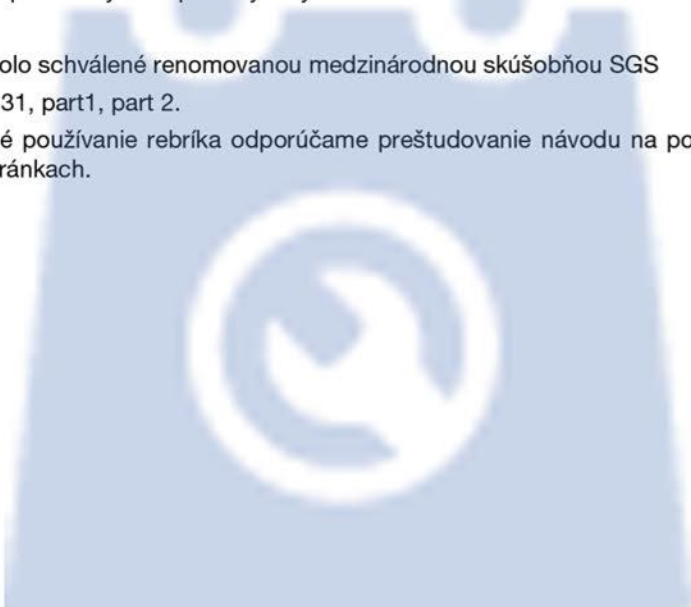 olo schválené renomovanou medzinárodnou skúšobňou SGS
31, part1, part 2.
é používanie rebríka odporúčame preštudovanie návodu na po
ránkach.